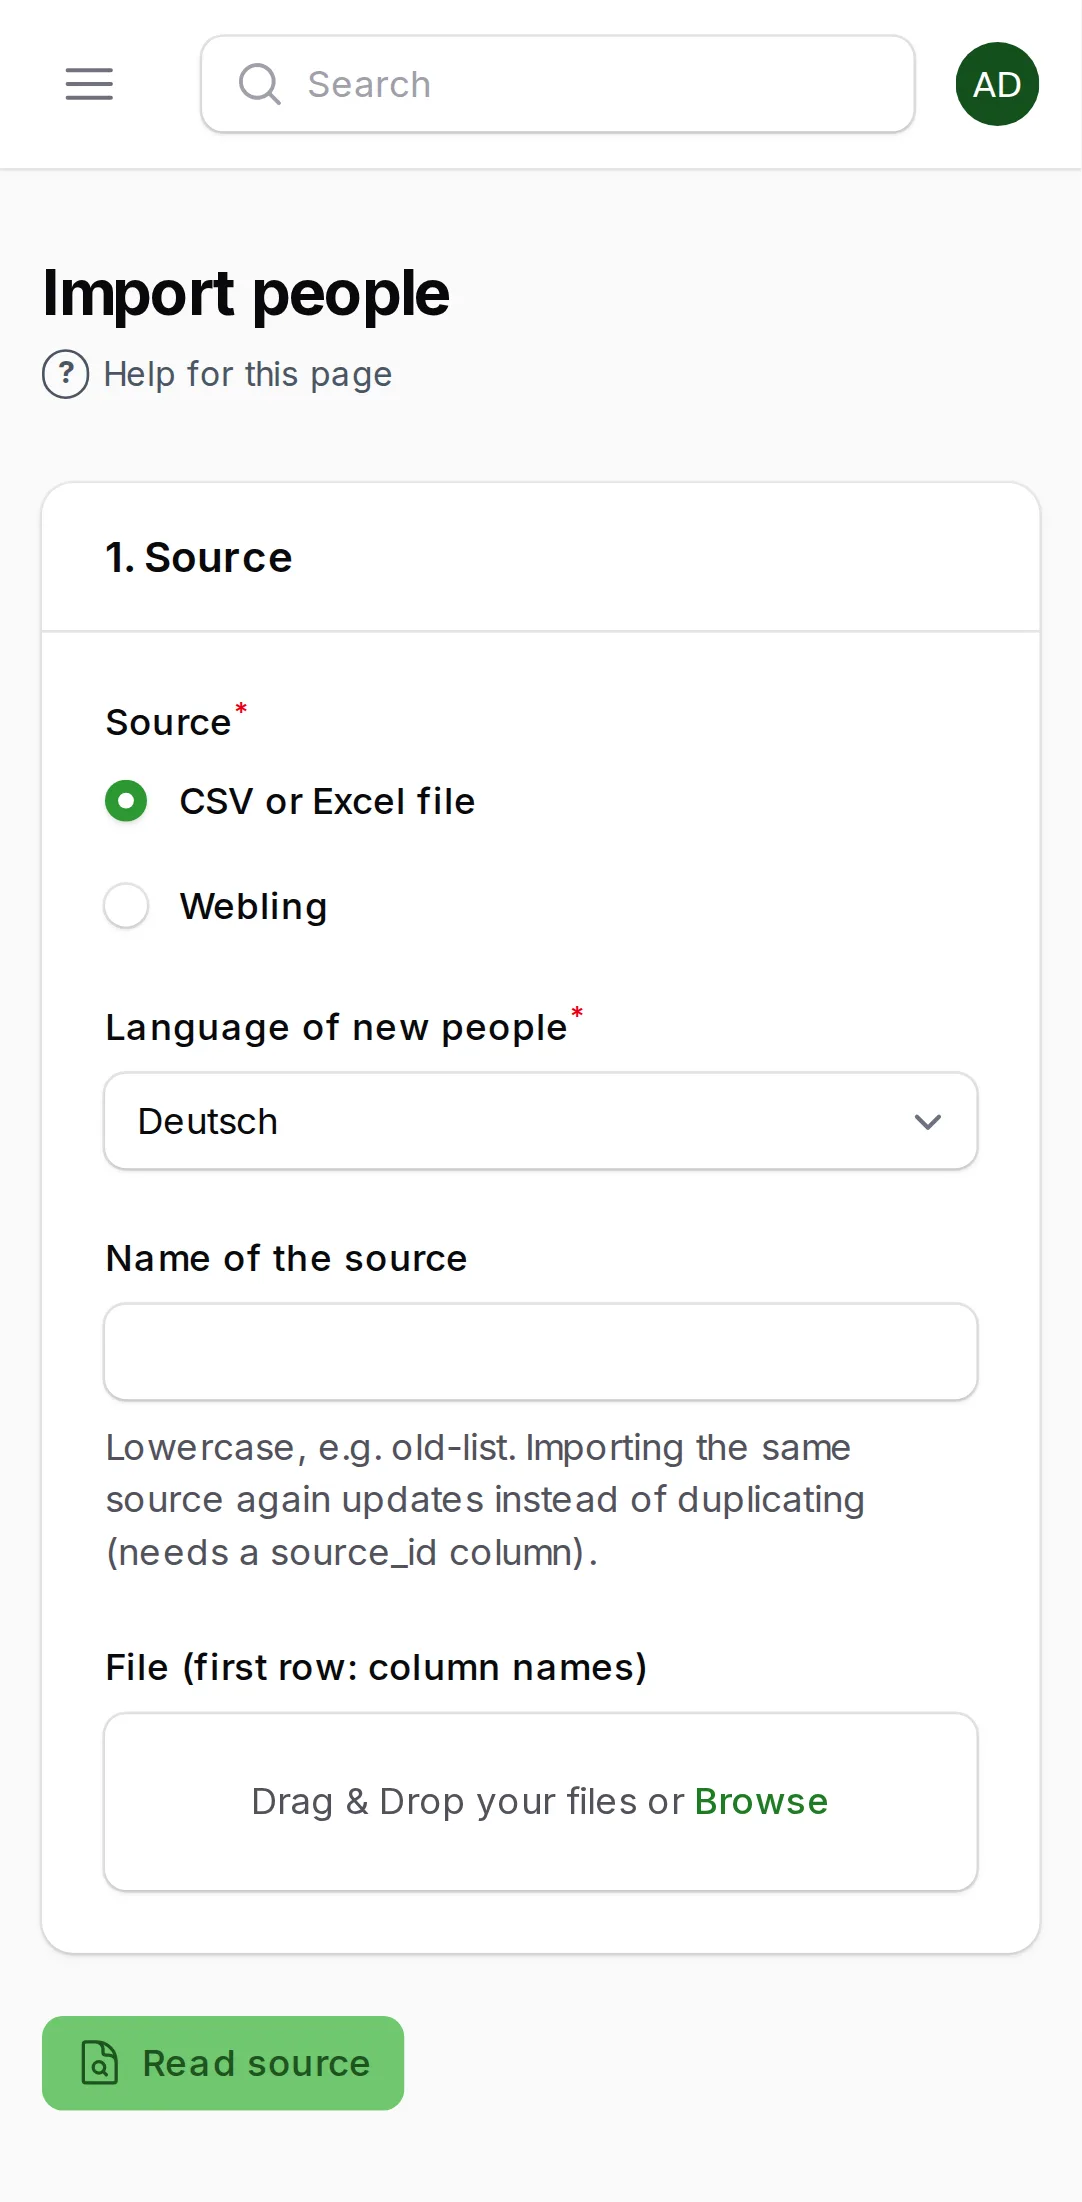 Search
AD
Import people
? Help for this page
1. Source
Source*
CSV or Excel file
Webling
Language of new people*
Deutsch
Name of the source
Lowercase, e.g. old-list. Importing the same
source again updates instead of duplicating
(needs a source_id column).
File (first row: column names)
Drag & Drop your files or Browse
Read source